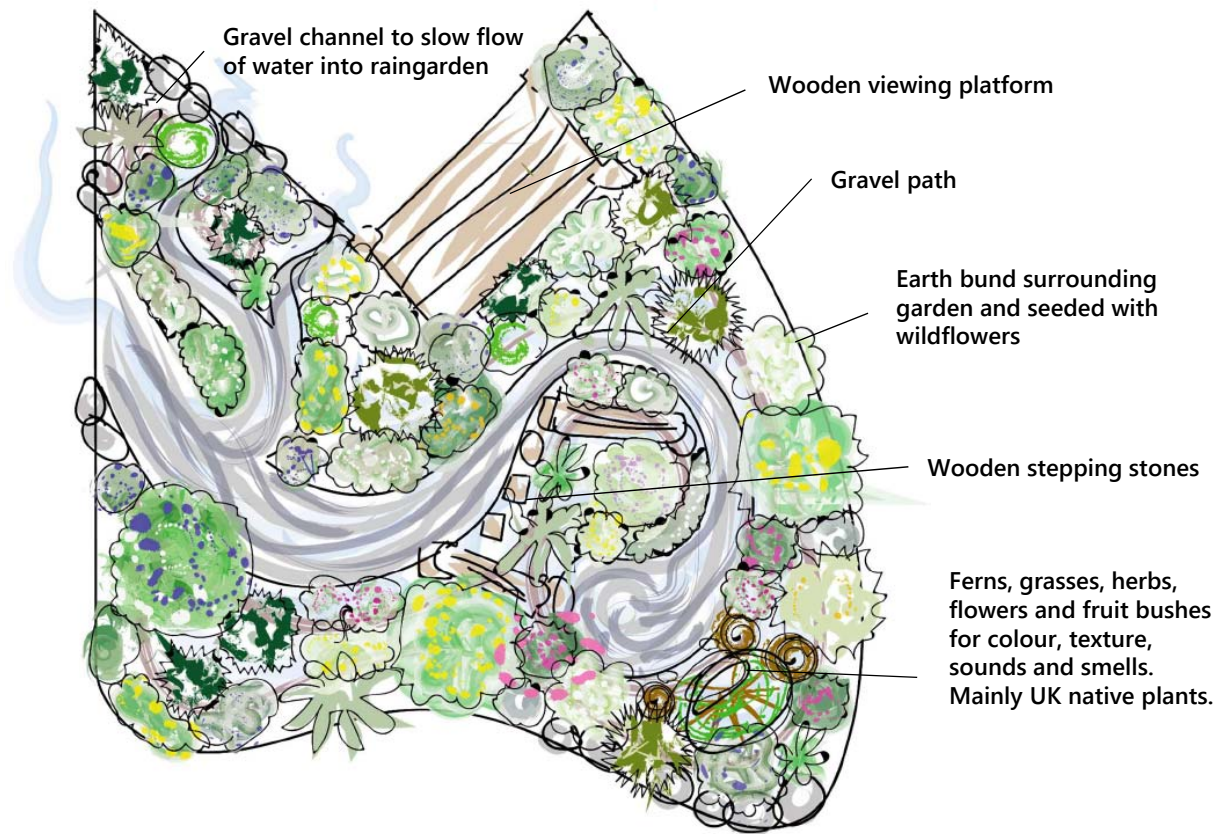 Gravel channel to slow flow
of water into raingarden
Wooden viewing platform
Gravel path
Earth bund surrounding
garden and seeded with
wildflowers
Wooden stepping stones
Ferns, grasses, herbs,
flowers and fruit bushes
for colour, texture,
sounds and smells.
Mainly UK native plants.